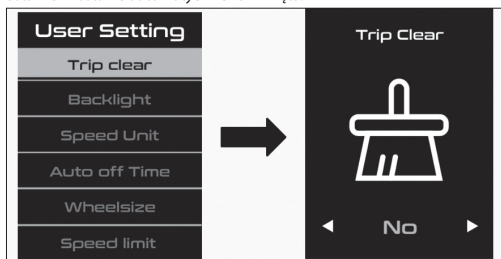 User Setting
Trip clear
Backlight
Speed Unit
Auto off Time
Wheelsize
Speed limit
Trip Clear
No